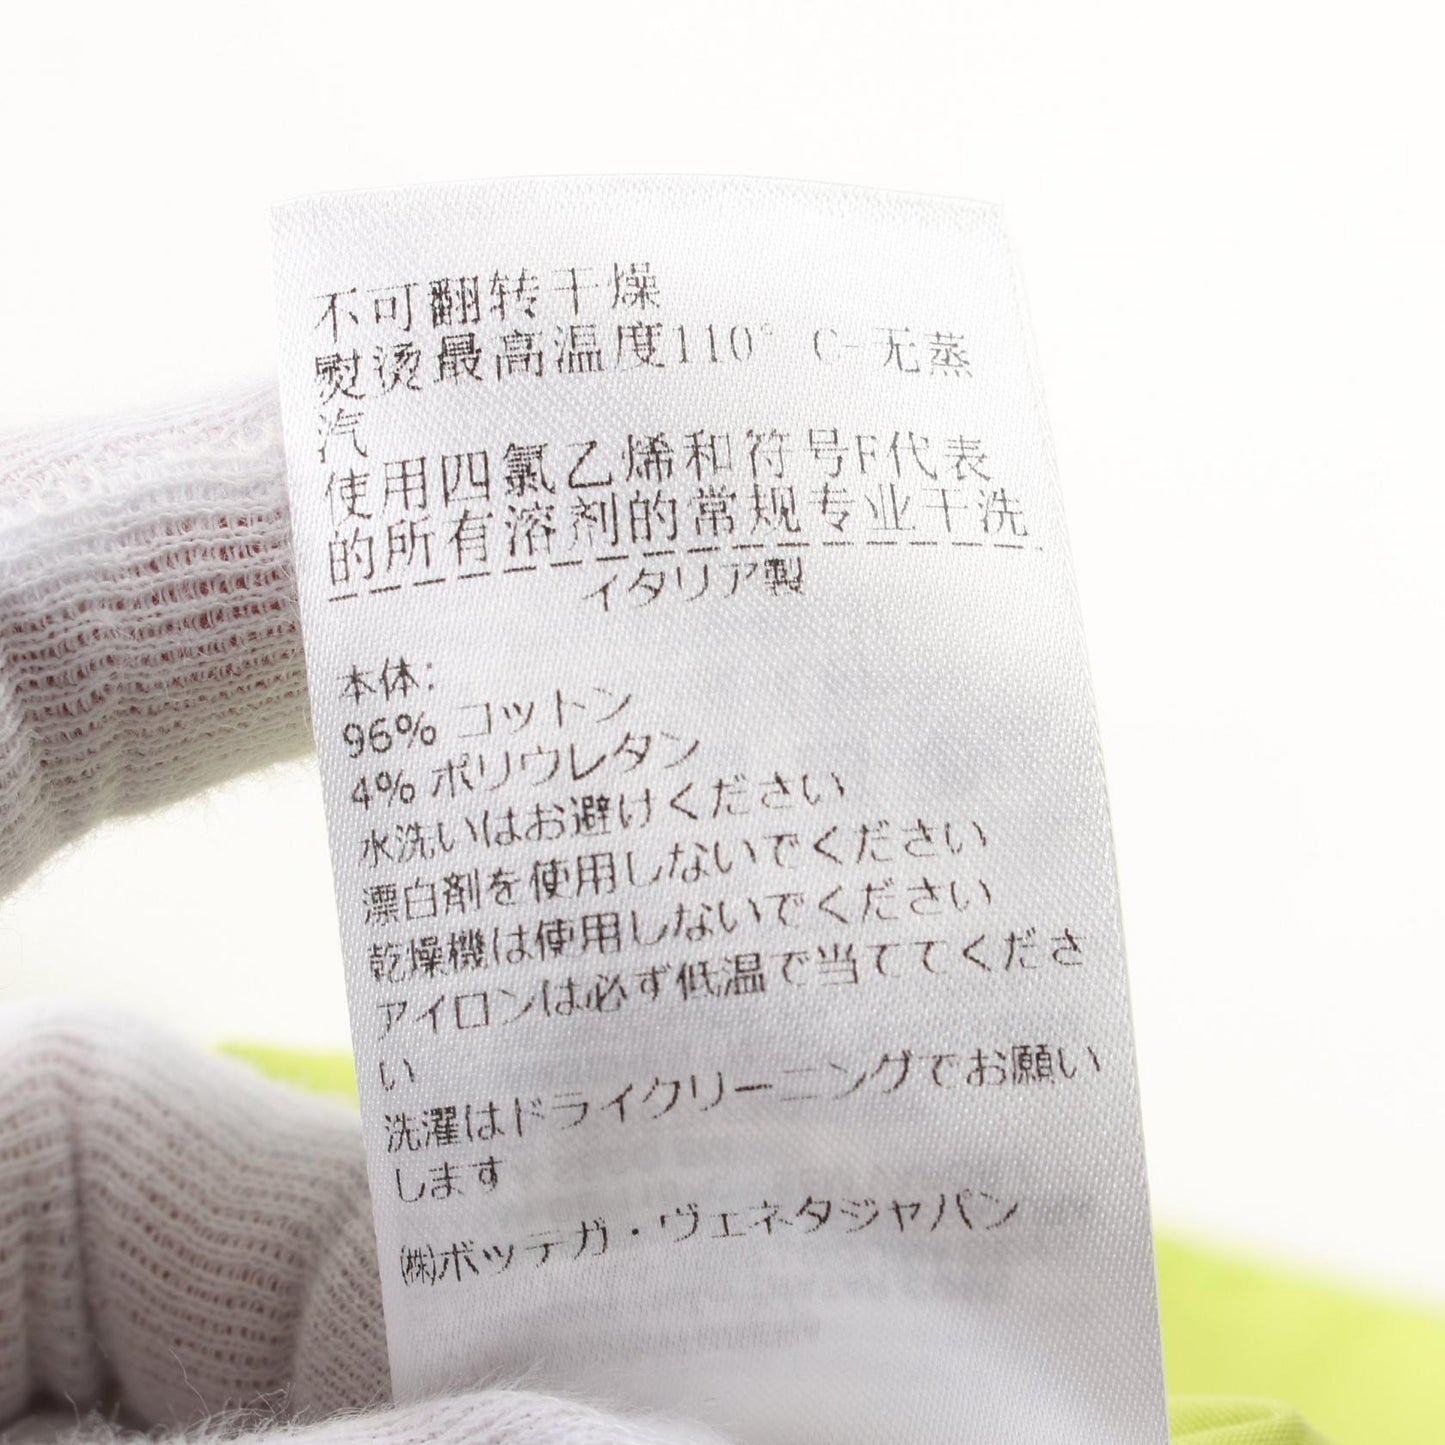 不可翻转干燥
熨烫最高温度110° C-无蒸
汽
使用四氯乙烯和符号F代表
的所有溶剂的常规专业干洗
イタリア製
本体:
96% コットン
4% ポリウレタン
水洗いはお避けください
漂白剤を使用しないでください
乾燥機は使用しないでください
アイロンは必ず低温で当ててくださ
い
洗濯はドライクリーニングでお願い
します
(株)ボッテガ・ヴェネタジャパン